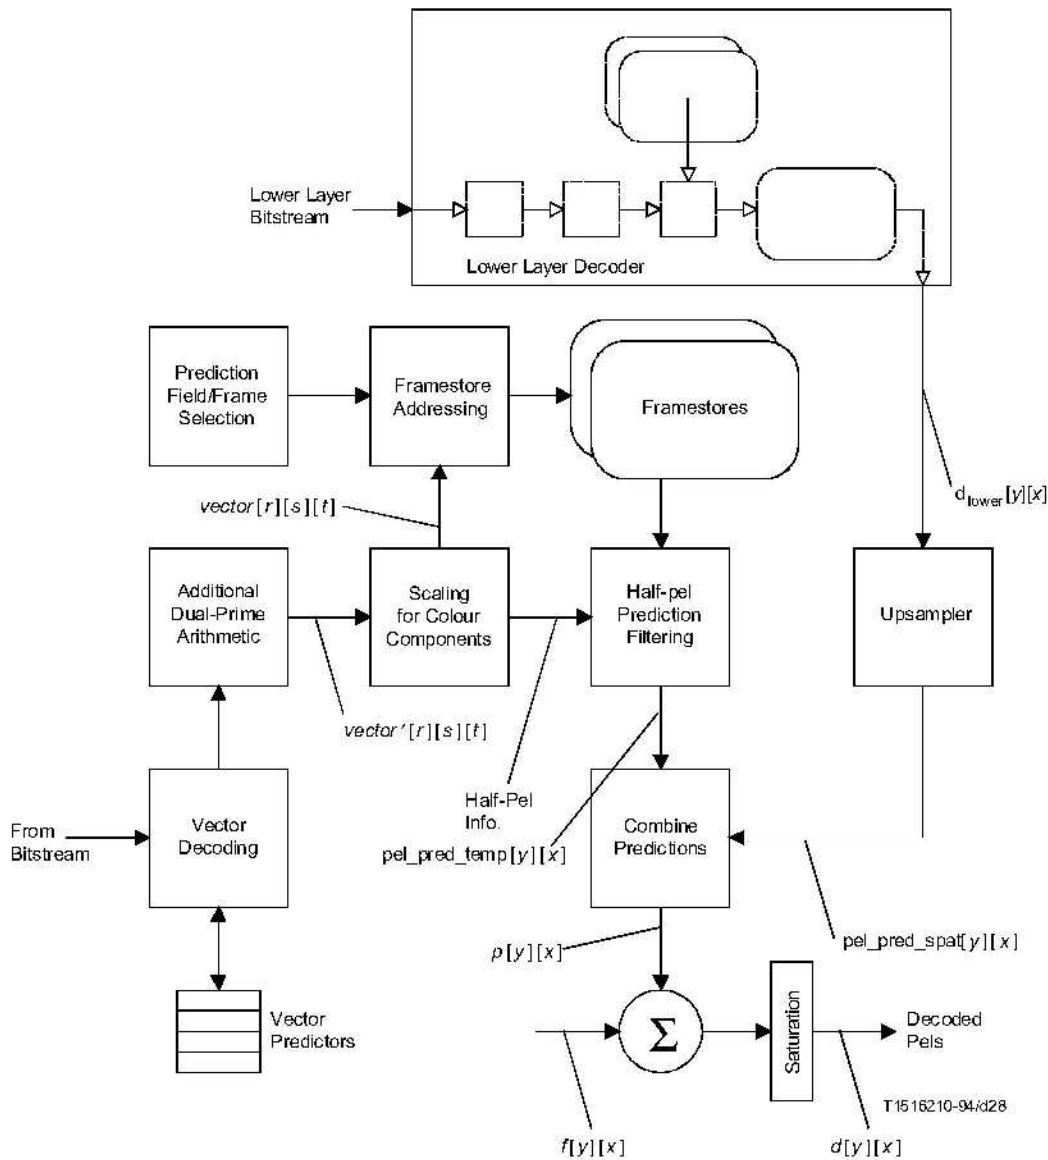 Lower Layer
Bitstream
Lower Layer Decoder
Prediction
Field/Frame
Selection
Framestore
Addressing
Framestores
vector[r][s][t]
d lower [y][x]
Additional
Dual-Prime
Arithmetic
Scaling
for Colour
Components
Half-pel
Prediction
Filtering
Upsampler
vector'[r][s][t]
Half-Pel
Info.
From
Bitstream
Vector
Decoding
Combine
Predictions
pel_pred_temp[y][x]
pel_pred_spat[y][x]
p[y][x]
Vector
Predictors
Σ
Saturation
Decoded
Pels
T1516210-94/d28
f[y][x]
d[y][x]